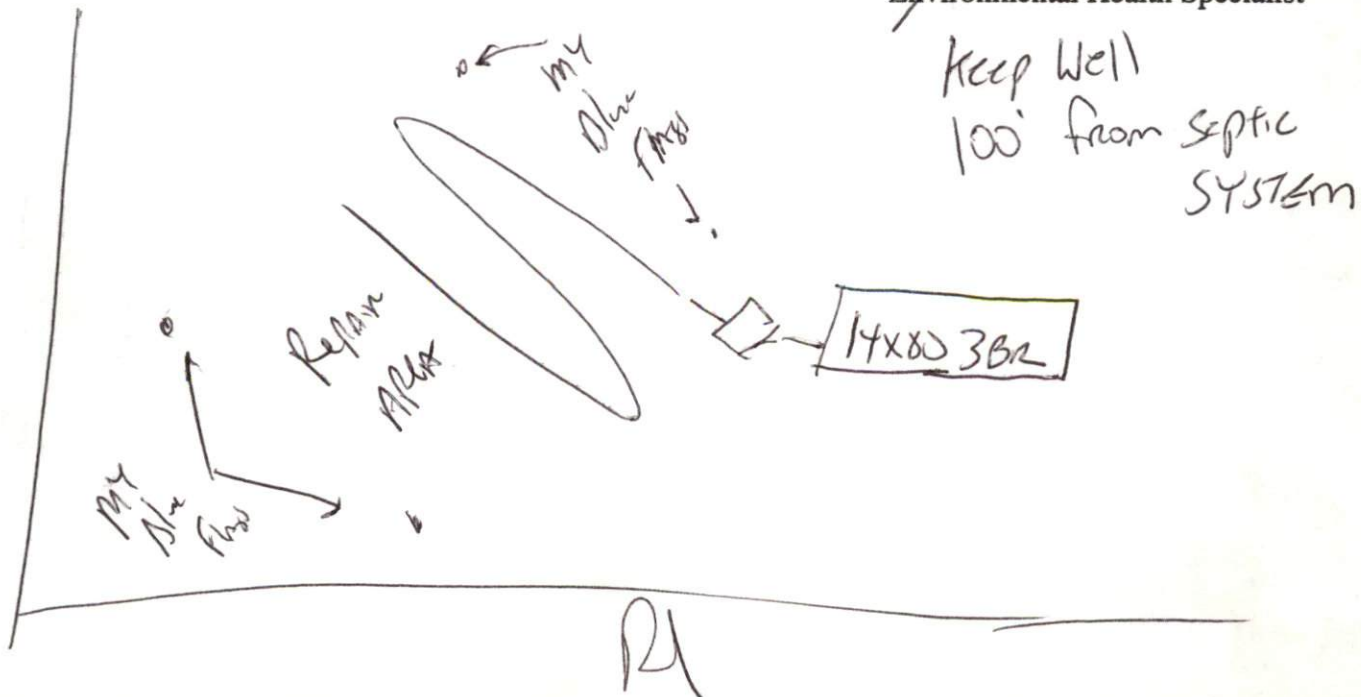 Environmental Health Specialist
Keep Well
100' from septic
SYSTEM
MY
Blue
Flags
14X80 3BR
Repair
AREA
MY
Blue
Flags